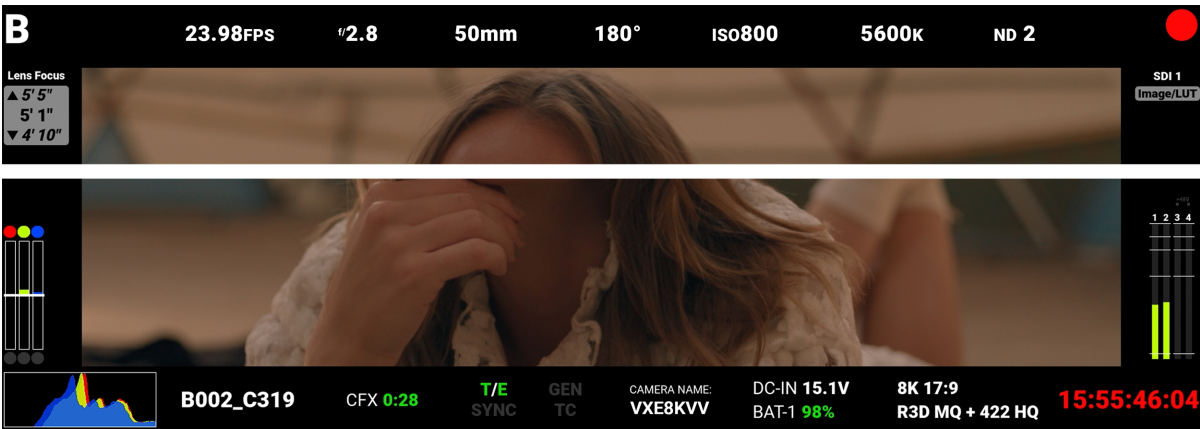 B
23.98FPS f/2.8 50mm 180° ISO800 5600K ND 2
Lens Focus
▲ 5' 5"
5' 1"
▼ 4' 10"
SDI 1
Image/LUT
+48V
1 2 3 4
B002_C319
CFX 0:28
T/E
SYNC
GEN
TC
CAMERA NAME:
VXE8KVV
DC-IN 15.1V
BAT-1 98%
8K 17:9
R3D MQ + 422 HQ
15:55:46:04